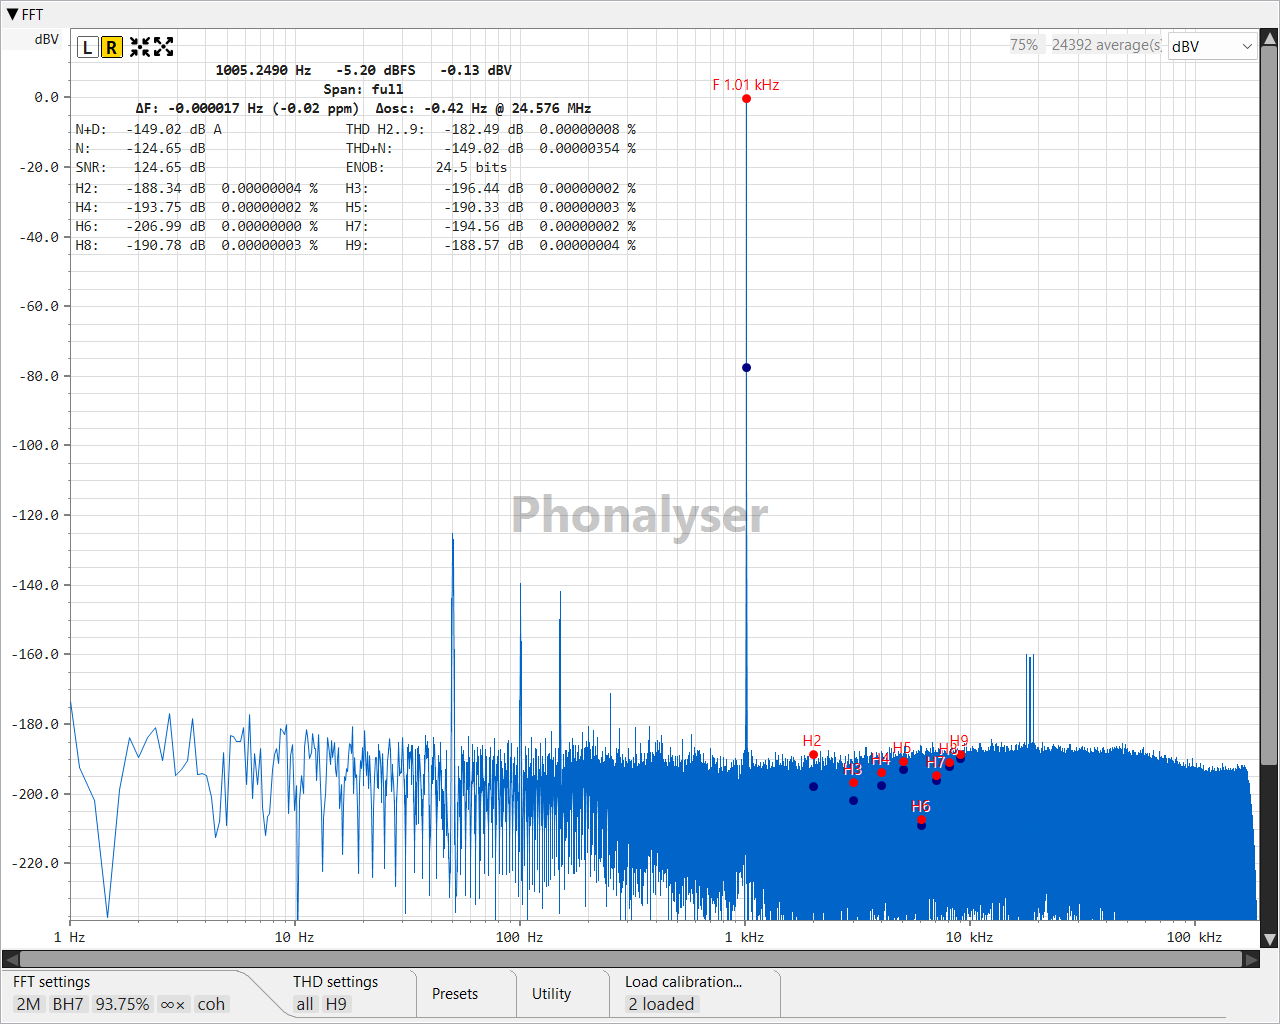 ▼ FFT
dBV L R 75% 24392 average(s) dBV
1005.2490 Hz -5.20 dBFS -0.13 dBV
Span: full
ΔF: -0.000017 Hz (-0.02 ppm) Δosc: -0.42 Hz @ 24.576 MHz
N+D: -149.02 dB A THD H2..9: -182.49 dB 0.00000008 %
N: -124.65 dB THD+N: -149.02 dB 0.00000354 %
SNR: 124.65 dB ENOB: 24.5 bits
H2: -188.34 dB 0.00000004 % H3: -196.44 dB 0.00000002 %
H4: -193.75 dB 0.00000002 % H5: -190.33 dB 0.00000003 %
H6: -206.99 dB 0.00000000 % H7: -194.56 dB 0.00000002 %
H8: -190.78 dB 0.00000003 % H9: -188.57 dB 0.00000004 %
F 1.01 kHz
0.0
-20.0
-40.0
-60.0
-80.0
-100.0
-120.0
-140.0
-160.0
-180.0
-200.0
-220.0
Phonalyser
H2
H3
H4
H5
H6
H7
H8
H9
1 Hz 10 Hz 100 Hz 1 kHz 10 kHz 100 kHz
FFT settings THD settings Presets Utility Load calibration...
2M BH7 93.75% ∞× coh all H9 2 loaded